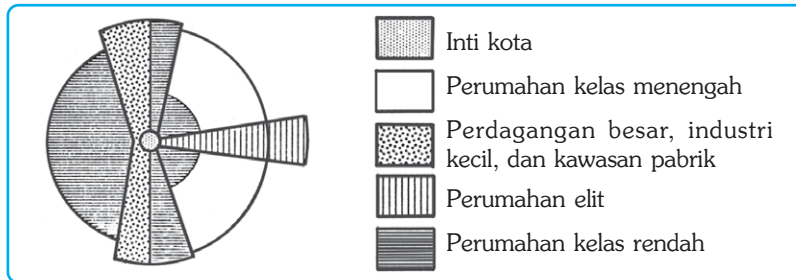 Inti kota
Perumahan kelas menengah
Perdagangan besar, industri
kecil, dan kawasan pabrik
Perumahan elit
Perumahan kelas rendah